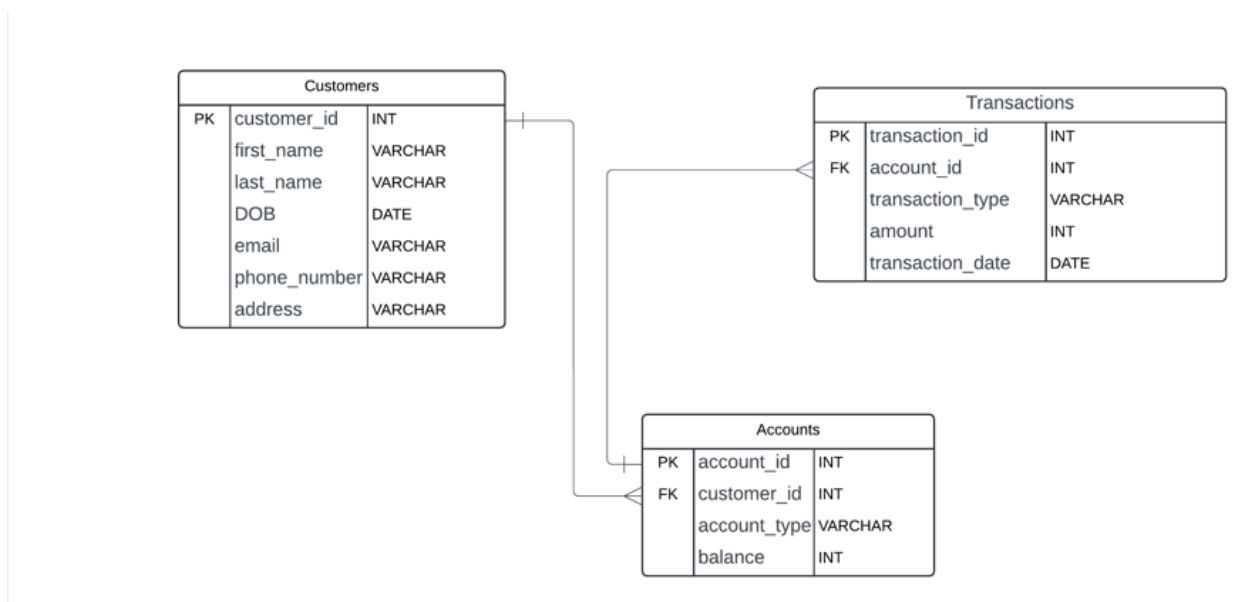 Customers
PK customer_id INT
first_name VARCHAR
last_name VARCHAR
DOB DATE
email VARCHAR
phone_number VARCHAR
address VARCHAR
Transactions
PK transaction_id INT
FK account_id INT
transaction_type VARCHAR
amount INT
transaction_date DATE
Accounts
PK account_id INT
FK customer_id INT
account_type VARCHAR
balance INT